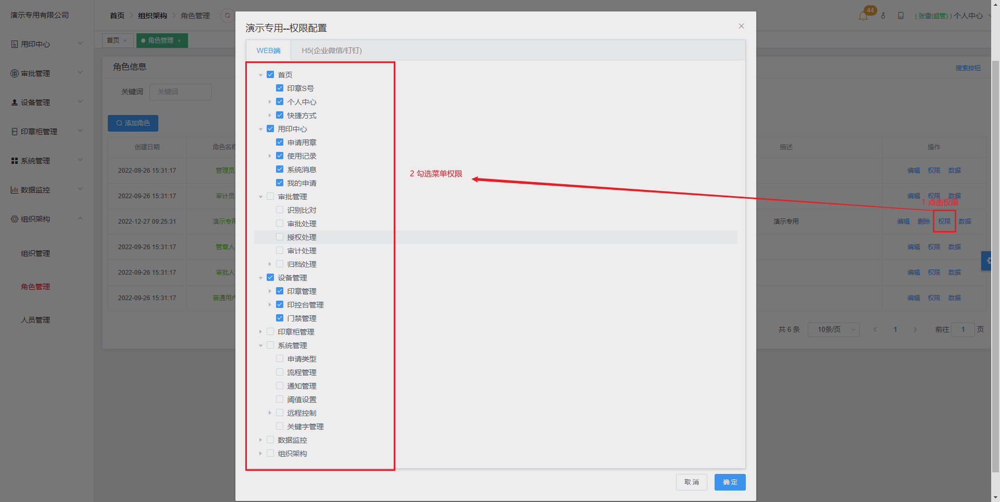 演示专用有限公司
首页
组织架构
角色管理
44
(张雷(超管))个人中心
首页
角色管理
用印中心
审批管理
设备管理
印章柜管理
系统管理
数据监控
组织架构
组织管理
角色管理
人员管理
角色信息
搜索按钮
关键词
关键词
添加角色
创建日期
角色名称
描述
操作
2022-09-26 15:31:17
管理员
编辑 权限 数据
2022-09-26 15:31:17
审计员
编辑 权限 数据
2022-12-27 09:25:31
演示专用
演示专用
编辑 删除 权限 数据
2022-09-26 15:31:17
管章人
编辑 权限 数据
2022-09-26 15:31:17
审批人
编辑 权限 数据
2022-09-26 15:31:17
普通用户
编辑 权限 数据
共 6 条
10条/页
1
前往 1 页
演示专用--权限配置
WEB端
H5(企业微信/钉钉)
首页
印章S号
个人中心
快捷方式
用印中心
申请用章
使用记录
系统消息
我的申请
审批管理
识别比对
审批处理
授权处理
审计处理
归档处理
设备管理
印章管理
印控台管理
门禁管理
印章柜管理
系统管理
申请类型
流程管理
通知管理
阈值设置
远程控制
关键字管理
数据监控
组织架构
取消
确定
2 勾选菜单权限
1 点击权限